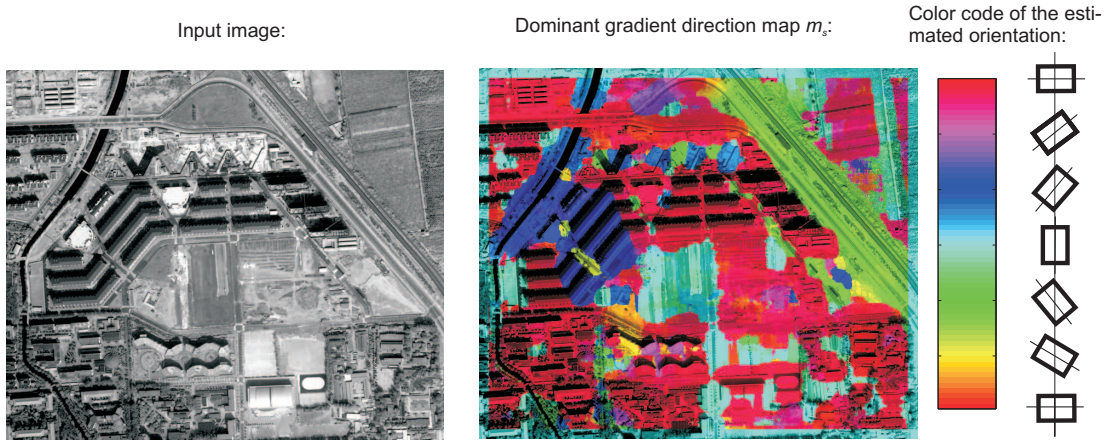 Input image:
Dominant gradient direction map mₛ:
Color code of the esti-
mated orientation: